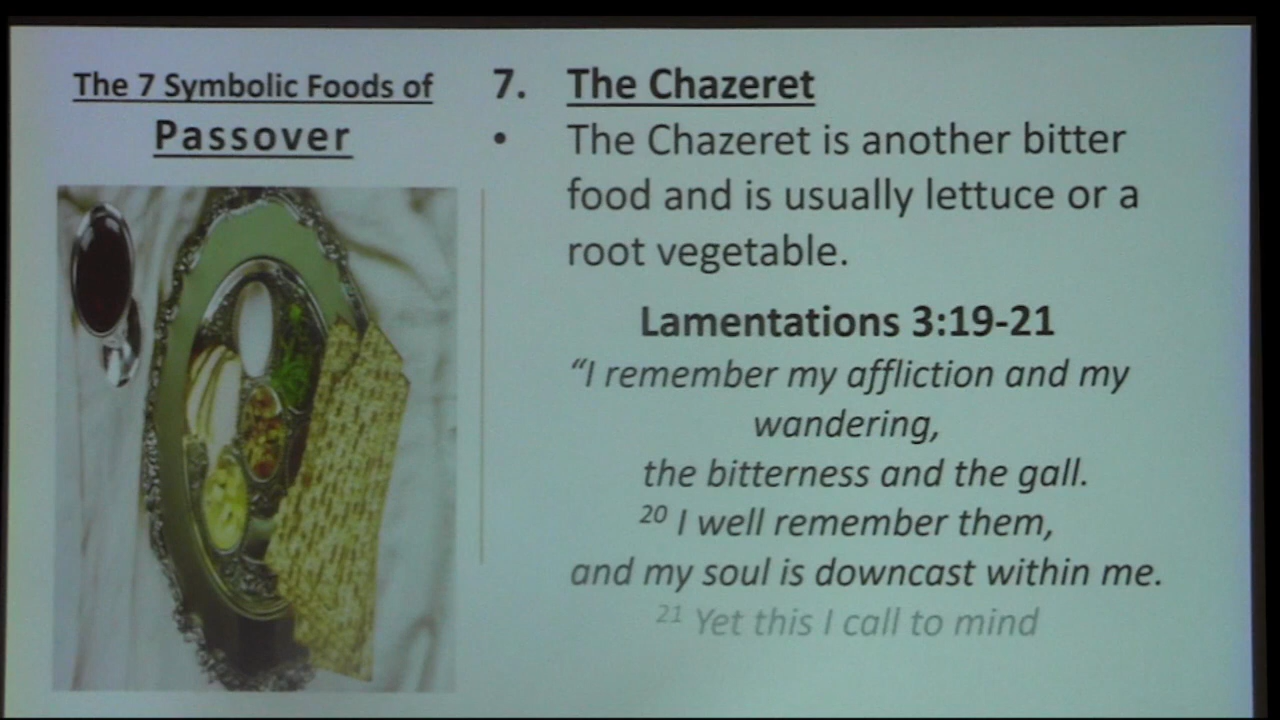 The 7 Symbolic Foods of
Passover
7. The Chazeret
• The Chazeret is another bitter
food and is usually lettuce or a
root vegetable.
Lamentations 3:19-21
“I remember my affliction and my
wandering,
the bitterness and the gall.
20 I well remember them,
and my soul is downcast within me.
21 Yet this I call to mind